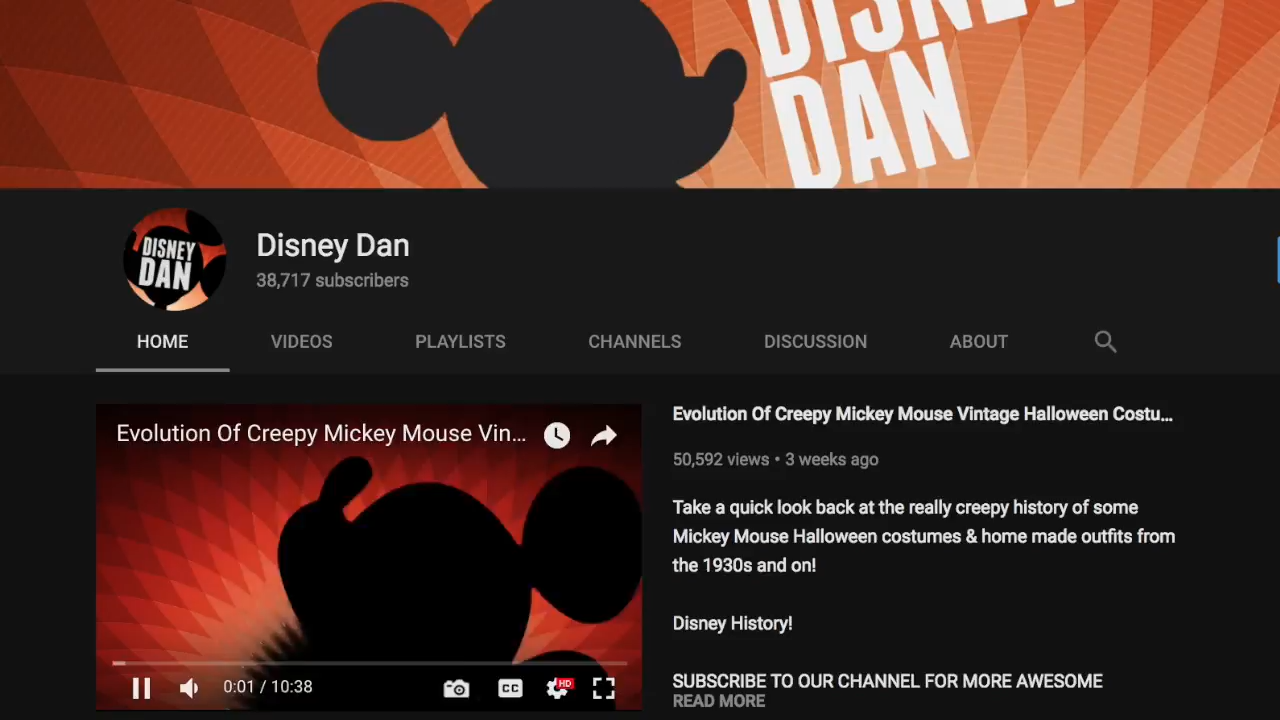 DISNEY
DAN
DISNEY
DAN
Disney Dan
38,717 subscribers
HOME VIDEOS PLAYLISTS CHANNELS DISCUSSION ABOUT
Evolution Of Creepy Mickey Mouse Vin...
Evolution Of Creepy Mickey Mouse Vintage Halloween Costu...
50,592 views • 3 weeks ago
Take a quick look back at the really creepy history of some
Mickey Mouse Halloween costumes & home made outfits from
the 1930s and on!
Disney History!
SUBSCRIBE TO OUR CHANNEL FOR MORE AWESOME
READ MORE
0:01 / 10:38
CC
HD